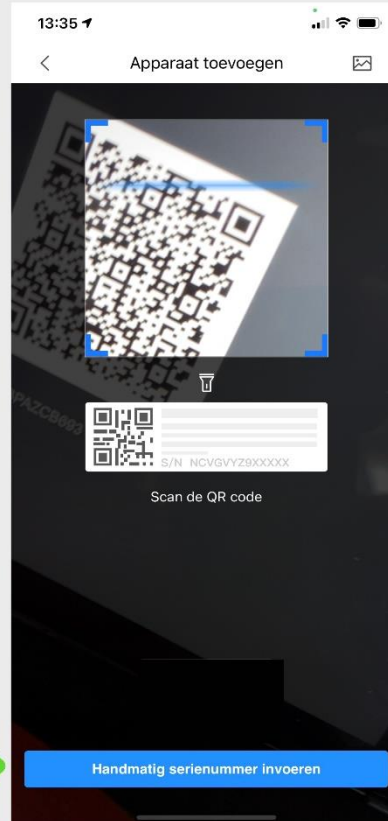 13:35
Apparaat toevoegen
S/N NCVGVYZ9XXXXX
Scan de QR code
Handmatig serienummer invoeren